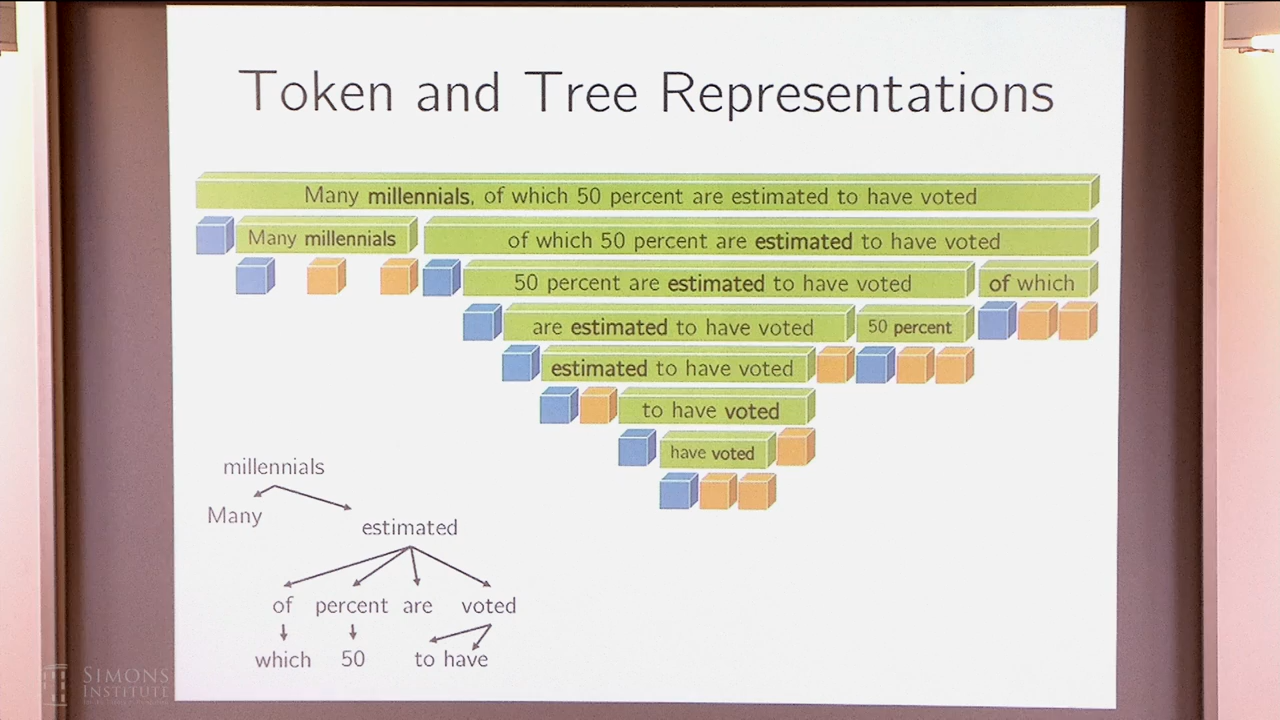 Token and Tree Representations
Many millennials, of which 50 percent are estimated to have voted
Many millennials
of which 50 percent are estimated to have voted
50 percent are estimated to have voted
of which
are estimated to have voted
50 percent
estimated to have voted
to have voted
have voted
millennials
Many
estimated
of percent are voted
which 50 to have
SIMONS
INSTITUTE